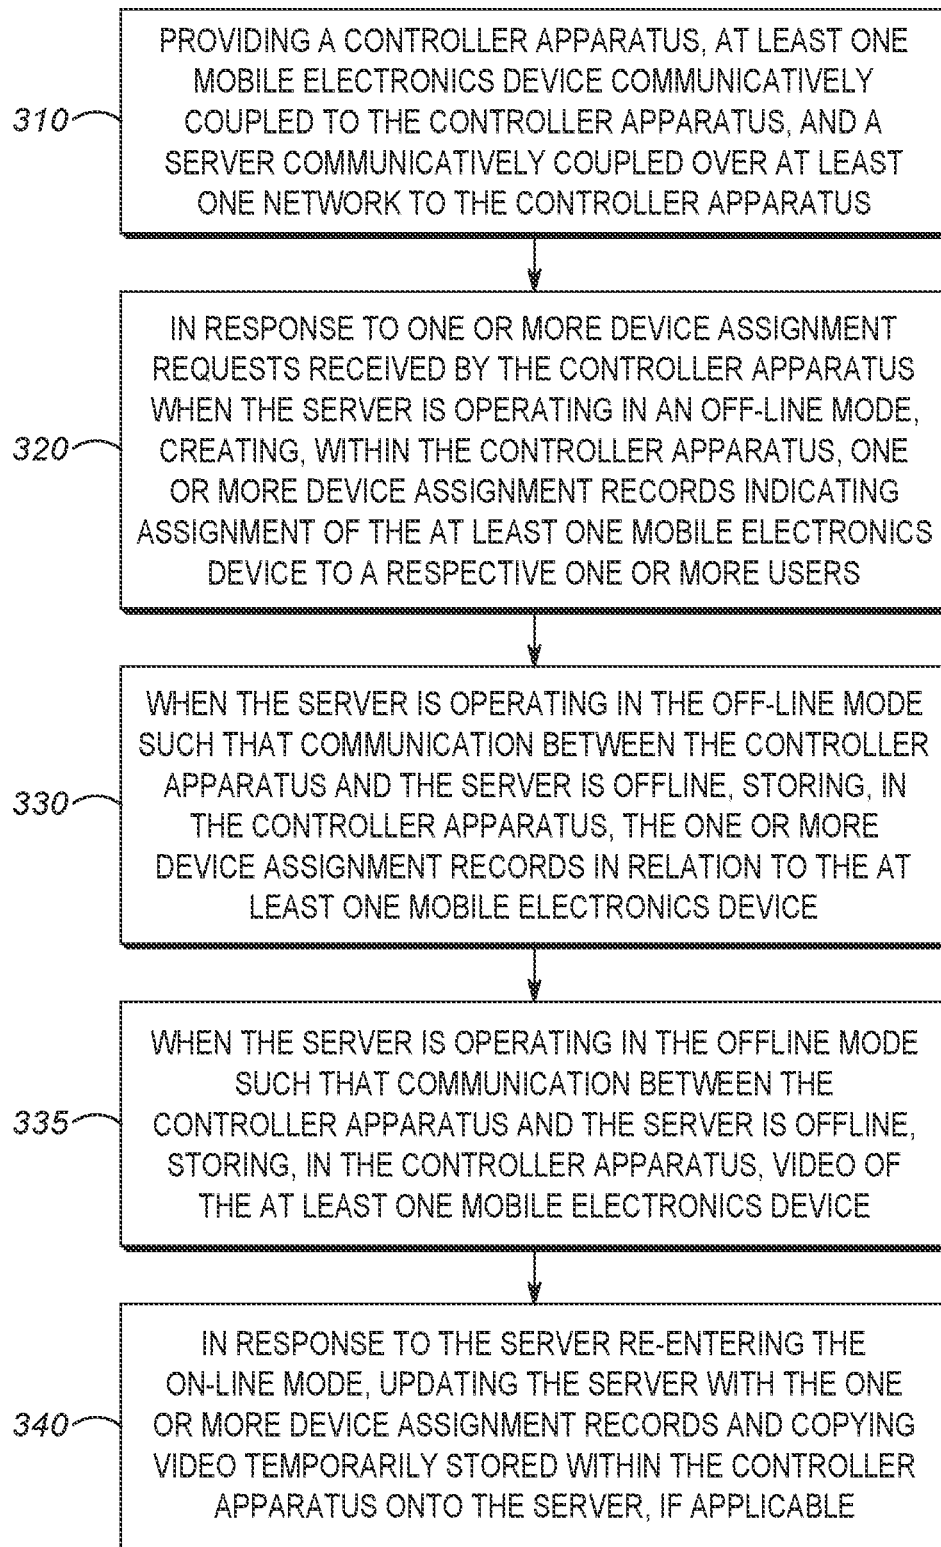 PROVIDING A CONTROLLER APPARATUS, AT LEAST ONE
MOBILE ELECTRONICS DEVICE COMMUNICATIVELY
310
COUPLED TO THE CONTROLLER APPARATUS, AND A
SERVER COMMUNICATIVELY COUPLED OVER AT LEAST
ONE NETWORK TO THE CONTROLLER APPARATUS
IN RESPONSE TO ONE OR MORE DEVICE ASSIGNMENT
REQUESTS RECEIVED BY THE CONTROLLER APPARATUS
WHEN THE SERVER IS OPERATING IN AN OFF-LINE MODE,
320
CREATING, WITHIN THE CONTROLLER APPARATUS, ONE
OR MORE DEVICE ASSIGNMENT RECORDS INDICATING
ASSIGNMENT OF THE AT LEAST ONE MOBILE ELECTRONICS
DEVICE TO A RESPECTIVE ONE OR MORE USERS
WHEN THE SERVER IS OPERATING IN THE OFF-LINE MODE
SUCH THAT COMMUNICATION BETWEEN THE CONTROLLER
330
APPARATUS AND THE SERVER IS OFFLINE, STORING, IN
THE CONTROLLER APPARATUS, THE ONE OR MORE
DEVICE ASSIGNMENT RECORDS IN RELATION TO THE AT
LEAST ONE MOBILE ELECTRONICS DEVICE
WHEN THE SERVER IS OPERATING IN THE OFFLINE MODE
SUCH THAT COMMUNICATION BETWEEN THE
335
CONTROLLER APPARATUS AND THE SERVER IS OFFLINE,
STORING, IN THE CONTROLLER APPARATUS, VIDEO OF
THE AT LEAST ONE MOBILE ELECTRONICS DEVICE
IN RESPONSE TO THE SERVER RE-ENTERING THE
ON-LINE MODE, UPDATING THE SERVER WITH THE ONE
340
OR MORE DEVICE ASSIGNMENT RECORDS AND COPYING
VIDEO TEMPORARILY STORED WITHIN THE CONTROLLER
APPARATUS ONTO THE SERVER, IF APPLICABLE